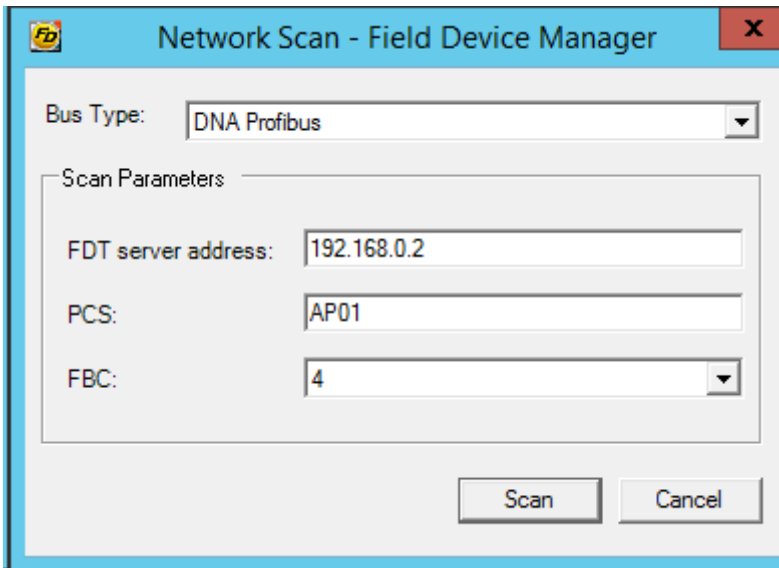 FD
Network Scan - Field Device Manager
x
Bus Type:
DNA Profibus
Scan Parameters
FDT server address:
192.168.0.2
PCS:
AP01
FBC:
4
Scan
Cancel